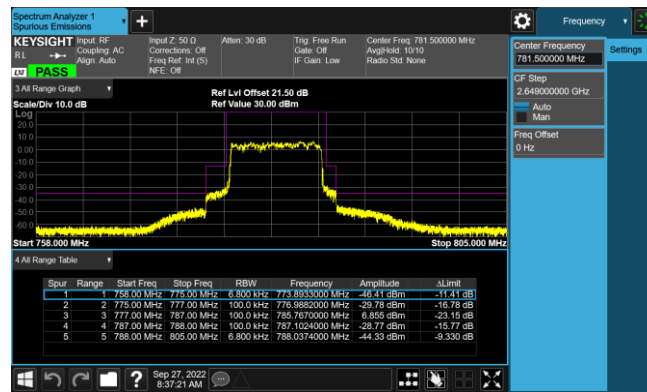 Spectrum Analyzer 1
Spurious Emissions
Frequency
KEYSIGHT
RL
LXI
PASS
Input: RF
Coupling: AC
Align: Auto
Input Z: 50 Ω
Corrections: Off
Freq Ref: Int (S)
NFE: Off
Atten: 30 dB
Trig: Free Run
Gate: Off
IF Gain: Low
Center Freq: 781.500000 MHz
Avg|Hold: 10/10
Radio Std: None
Center Frequency
781.500000 MHz
Settings
CF Step
2.649000000 GHz
Auto
Man
Freq Offset
0 Hz
3 All Range Graph
Scale/Div 10.0 dB
Ref Lvl Offset 21.50 dB
Ref Value 30.00 dBm
Log
20.0
10.0
0.00
-10.0
-20.0
-30.0
-40.0
-50.0
-60.0
Start 758.000 MHz
Stop 805.000 MHz
4 All Range Table
Spur Range Start Freq Stop Freq RBW Frequency Amplitude ΔLimit
1 1 758.00 MHz 775.00 MHz 6.800 kHz 773.8933000 MHz -46.41 dBm -11.41 dB
2 2 775.00 MHz 777.00 MHz 100.0 kHz 776.9882000 MHz -29.78 dBm -16.78 dB
3 3 777.00 MHz 787.00 MHz 100.0 kHz 785.7670000 MHz 6.855 dBm -23.15 dB
4 4 787.00 MHz 788.00 MHz 100.0 kHz 787.1024000 MHz -28.77 dBm -15.77 dB
5 5 788.00 MHz 805.00 MHz 6.800 kHz 788.0374000 MHz -44.33 dBm -9.330 dB
Sep 27, 2022
8:37:21 AM